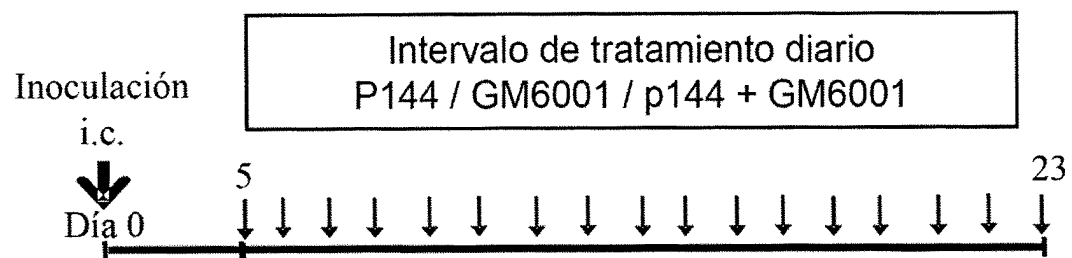 Intervalo de tratamiento diario
P144 / GM6001 / p144 + GM6001
Inoculación
i.c.
Día 0
5
23